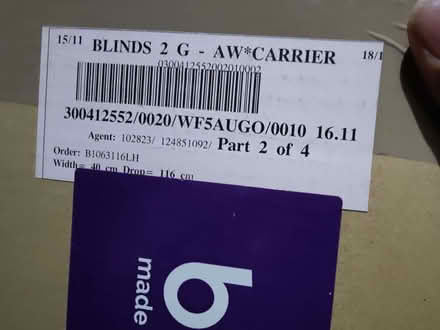 15/11 BLINDS 2 G - AW*CARRIER 18/1
0300412552002010002
300412552/0020/WF5AUGO/0010 16.11
Agent: 102823/ 124851092/ Part 2 of 4
Order: B1063116LH
Width= 40 cm Drop= 116 cm
b
made